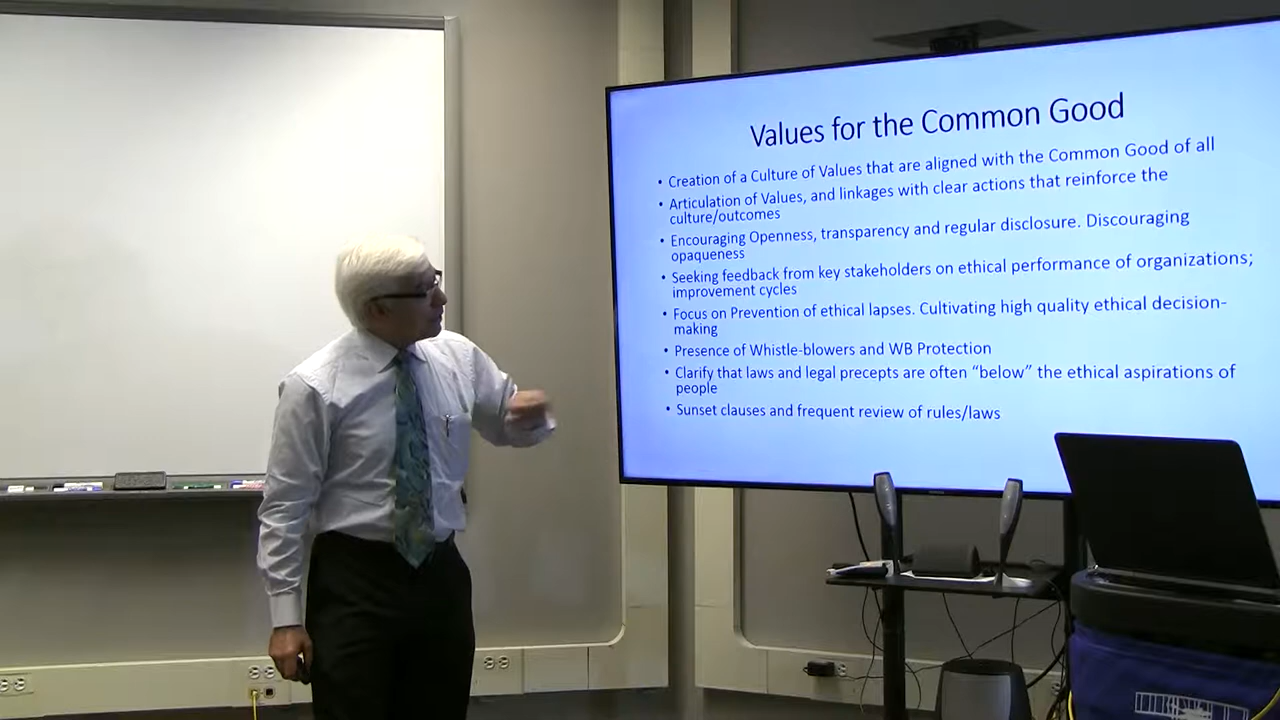 Values for the Common Good
• Creation of a Culture of Values that are aligned with the Common Good of all
• Articulation of Values, and linkages with clear actions that reinforce the
culture/outcomes
• Encouraging Openness, transparency and regular disclosure. Discouraging
opaqueness
• Seeking feedback from key stakeholders on ethical performance of organizations;
improvement cycles
• Focus on Prevention of ethical lapses. Cultivating high quality ethical decision-
making
• Presence of Whistle-blowers and WB Protection
• Clarify that laws and legal precepts are often “below” the ethical aspirations of
people
• Sunset clauses and frequent review of rules/laws